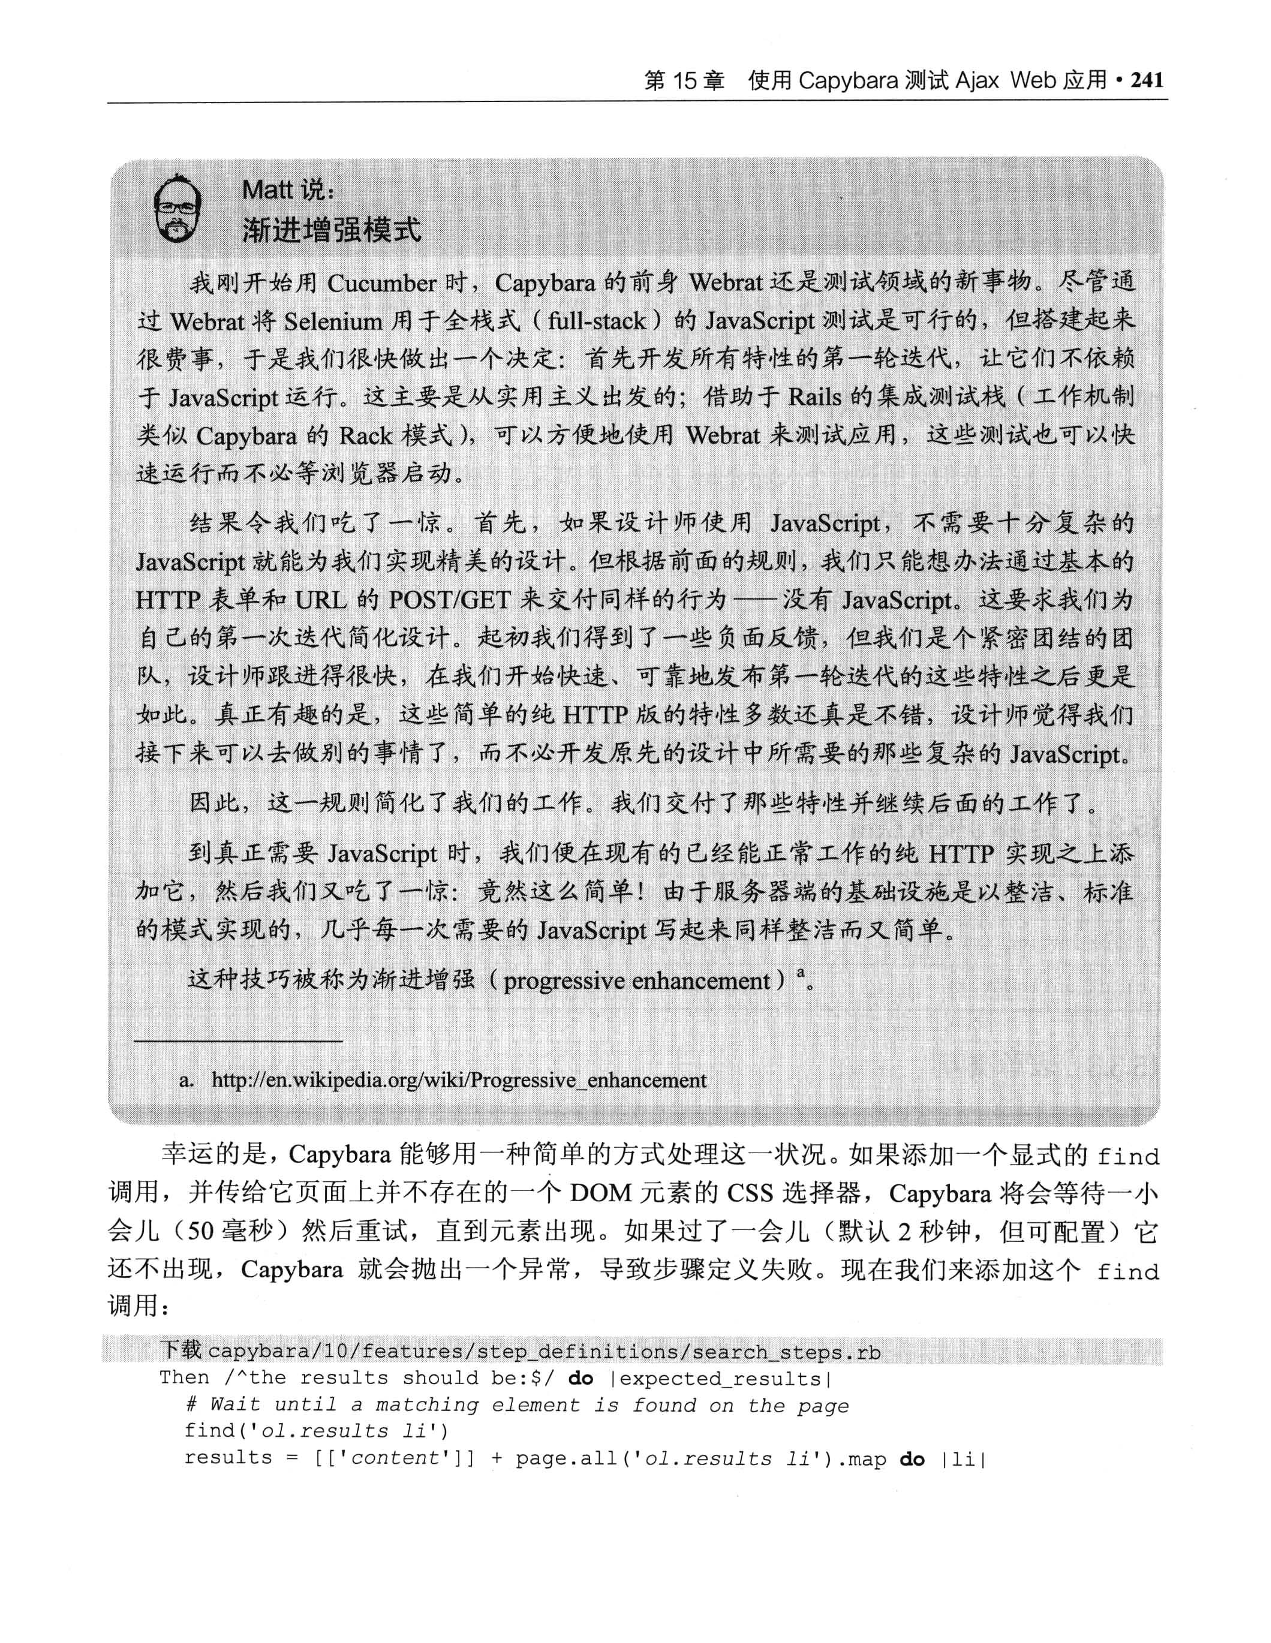 第 15 章　使用 Capybara 测试 Ajax Web 应用 • 241
Matt 说：
渐进增强模式
我刚开始用 Cucumber 时，Capybara 的前身 Webrat 还是测试领域的新事物。尽管通
过 Webrat 将 Selenium 用于全栈式（full-stack）的 JavaScript 测试是可行的，但搭建起来
很费事，于是我们很快做出一个决定：首先开发所有特性的第一轮迭代，让它们不依赖
于 JavaScript 运行。这主要是从实用主义出发的；借助于 Rails 的集成测试栈（工作机制
类似 Capybara 的 Rack 模式），可以方便地使用 Webrat 来测试应用，这些测试也可以快
速运行而不必等浏览器启动。
结果令我们吃了一惊。首先，如果设计师使用 JavaScript，不需要十分复杂的
JavaScript 就能为我们实现精美的设计。但根据前面的规则，我们只能想办法通过基本的
HTTP 表单和 URL 的 POST/GET 来交付同样的行为——没有 JavaScript。这要求我们为
自己的第一次迭代简化设计。起初我们得到了一些负面反馈，但我们是个紧密团结的团
队，设计师跟进得很快，在我们开始快速、可靠地发布第一轮迭代的这些特性之后更是
如此。真正有趣的是，这些简单的纯 HTTP 版的特性多数还真是不错，设计师觉得我们
接下来可以去做别的事情了，而不必开发原先的设计中所需要的那些复杂的 JavaScript。
因此，这一规则简化了我们的工作。我们交付了那些特性并继续后面的工作了。
到真正需要 JavaScript 时，我们便在现有的已经能正常工作的纯 HTTP 实现之上添
加它，然后我们又吃了一惊：竟然这么简单！由于服务器端的基础设施是以整洁、标准
的模式实现的，几乎每一次需要的 JavaScript 写起来同样整洁而又简单。
这种技巧被称为渐进增强（progressive enhancement）a。
a. http://en.wikipedia.org/wiki/Progressive_enhancement
幸运的是，Capybara 能够用一种简单的方式处理这一状况。如果添加一个显式的 find
调用，并传给它页面上并不存在的一个 DOM 元素的 CSS 选择器，Capybara 将会等待一小
会儿（50 毫秒）然后重试，直到元素出现。如果过了一会儿（默认 2 秒钟，但可配置）它
还不出现，Capybara 就会抛出一个异常，导致步骤定义失败。现在我们来添加这个 find
调用：
下载 capybara/10/features/step_definitions/search_steps.rb
Then /^the results should be:$/ do |expected_results|
  # Wait until a matching element is found on the page
  find('ol.results li')
  results = [['content']] + page.all('ol.results li').map do |li|